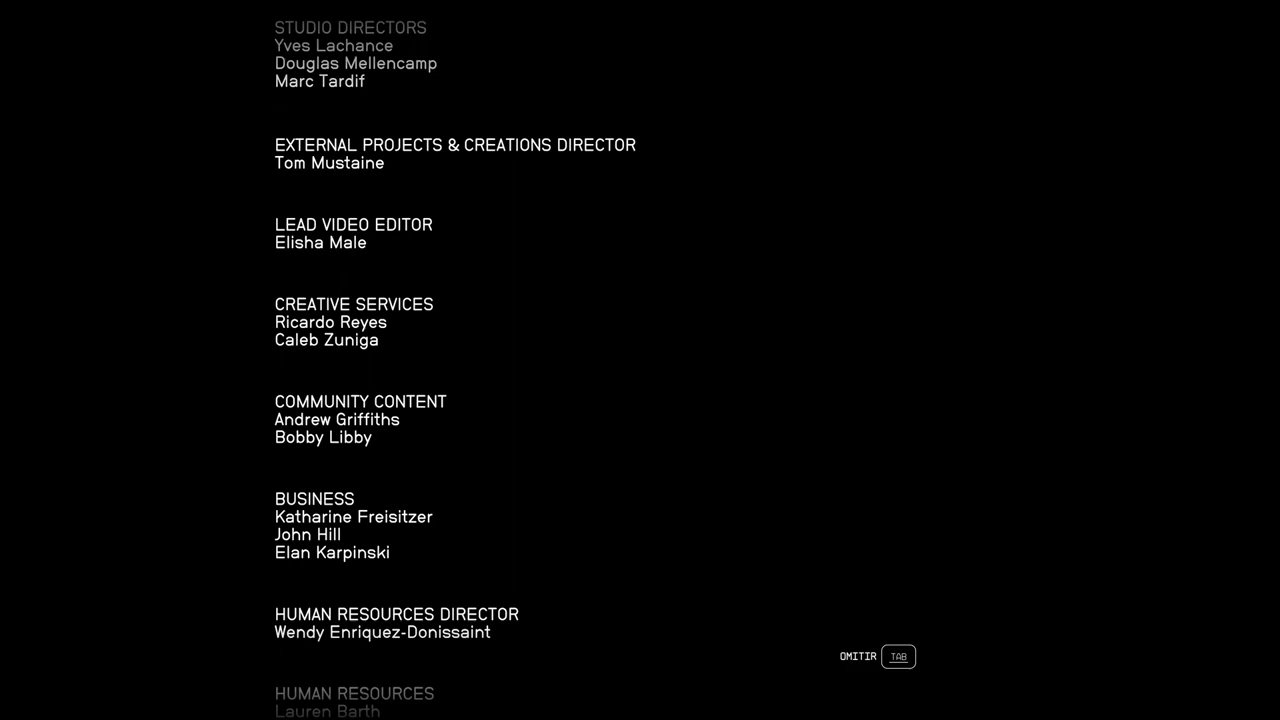 STUDIO DIRECTORS
Yves Lachance
Douglas Mellencamp
Marc Tardif
EXTERNAL PROJECTS & CREATIONS DIRECTOR
Tom Mustaine
LEAD VIDEO EDITOR
Elisha Male
CREATIVE SERVICES
Ricardo Reyes
Caleb Zuniga
COMMUNITY CONTENT
Andrew Griffiths
Bobby Libby
BUSINESS
Katharine Freisitzer
John Hill
Elan Karpinski
HUMAN RESOURCES DIRECTOR
Wendy Enriquez-Donissaint
OMITIR TAB
HUMAN RESOURCES
Lauren Barth